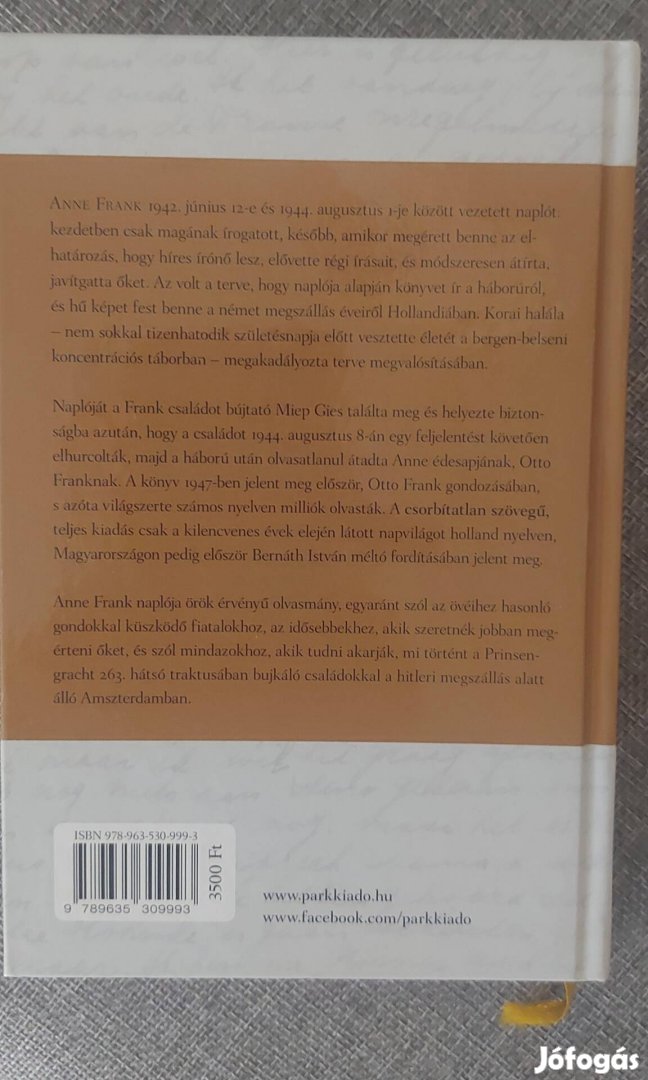 ANNE FRANK 1942. június 12-e és 1944. augusztus 1-je között vezetett naplót,
kezdetben csak magának írogatott, később, amikor megérett benne az el-
határozás, hogy híres írónő lesz, elővette régi írásait, és módszeresen átírta,
javítgatta őket. Az volt a terve, hogy naplója alapján könyvet ír a háborúról,
és hű képet fest benne a német megszállás éveiről Hollandiában. Korai halála
– nem sokkal tizenhatodik születésnapja előtt vesztette életét a bergen-belseni
koncentrációs táborban – megakadályozta terve megvalósításában.
Naplóját a Frank családot bújtató Miep Gies találta meg és helyezte bizton-
ságba azután, hogy a családot 1944. augusztus 8-án egy feljelentést követően
elhurcolták, majd a háború után olvasatlanul átadta Anne édesapjának, Otto
Franknak. A könyv 1947-ben jelent meg először, Otto Frank gondozásában,
s azóta világszerte számos nyelven milliók olvasták. A csorbítatlan szövegű,
teljes kiadás csak a kilencvenes évek elején látott napvilágot holland nyelven,
Magyarországon pedig először Bernáth István méltó fordításában jelent meg.
Anne Frank naplója örök érvényű olvasmány, egyaránt szól az övéihez hasonló
gondokkal küszködő fiatalokhoz, az idősebbekhez, akik szeretnék jobban meg-
érteni őket, és szól mindazokhoz, akik tudni akarják, mi történt a Prinsen-
gracht 263. hátsó traktusában bujkáló családokkal a hitleri megszállás alatt
álló Amszterdamban.
ISBN 978-963-530-999-3
3500 Ft
9 789635 309993
www.parkkiado.hu
www.facebook.com/parkkiado
Jófogás